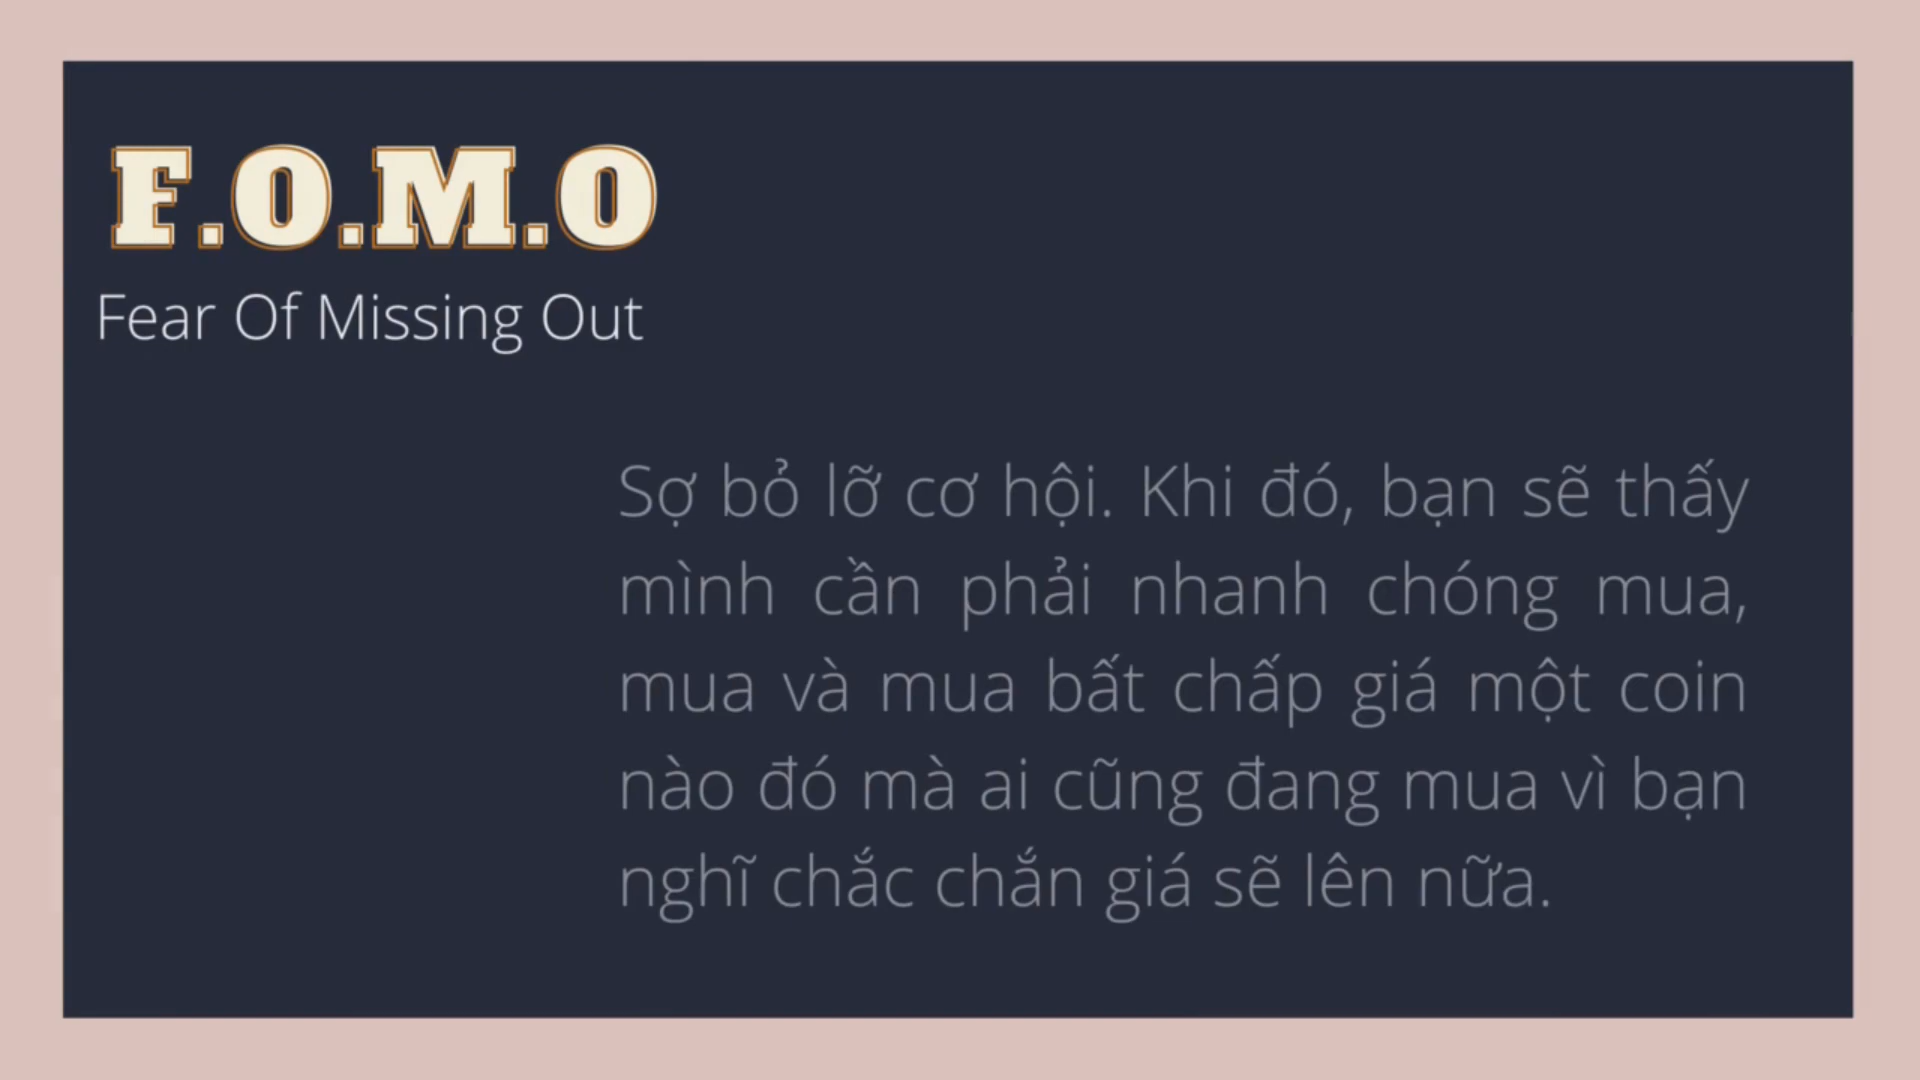 F.O.M.O
Fear Of Missing Out
Sợ bỏ lỡ cơ hội. Khi đó, bạn sẽ thấy
mình cần phải nhanh chóng mua,
mua và mua bất chấp giá một coin
nào đó mà ai cũng đang mua vì bạn
nghĩ chắc chắn giá sẽ lên nữa.